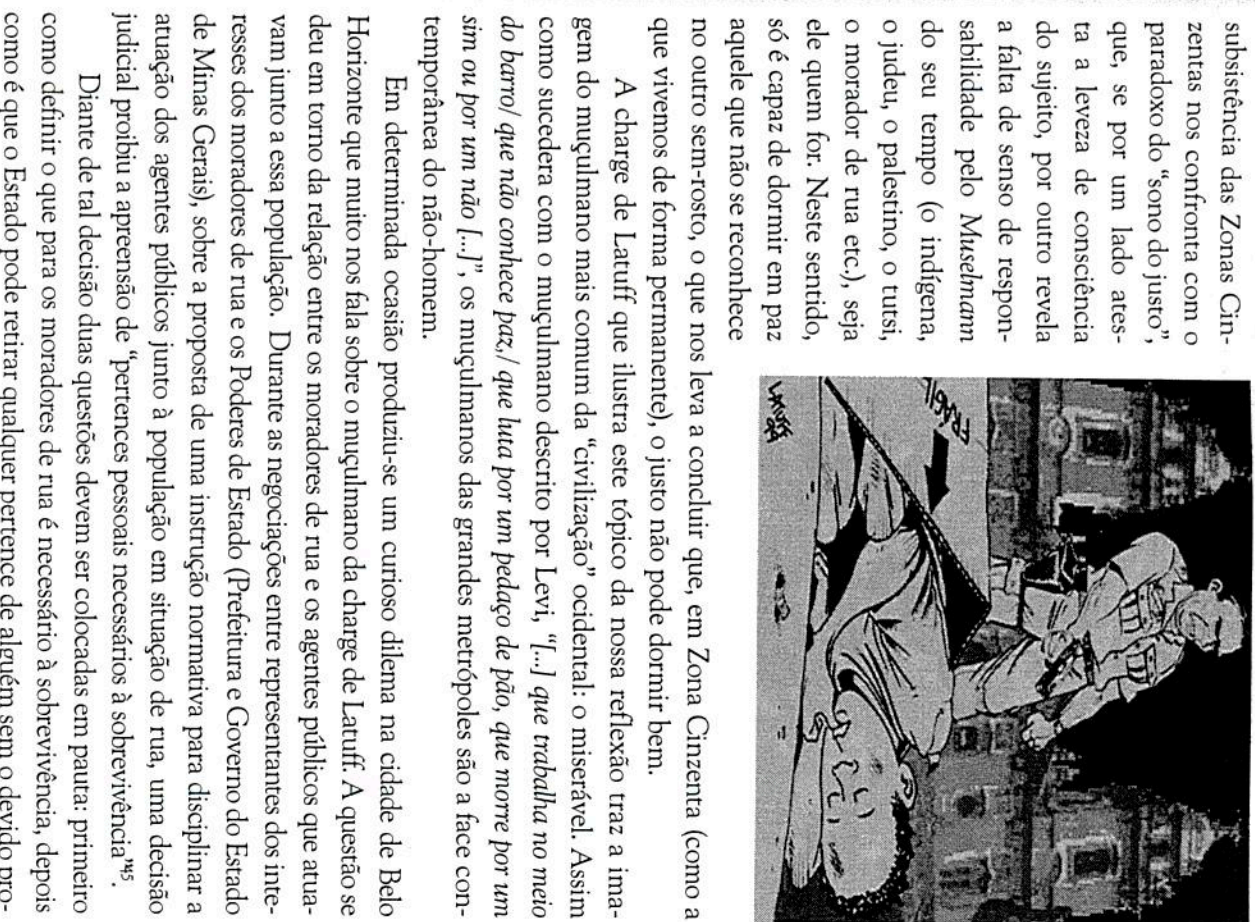 subsistência das Zonas Cin-
zentas nos confronta com o
paradoxo do “sono do justo”,
que, se por um lado ates-
ta a leveza de consciência
do sujeito, por outro revela
a falta de senso de respon-
sabilidade pelo Muselmann
do seu tempo (o indígena,
o judeu, o palestino, o tutsi,
o morador de rua etc.), seja
ele quem for. Neste sentido,
só é capaz de dormir em paz
aquele que não se reconhece
no outro sem-rosto, o que nos leva a concluir que, em Zona Cinzenta (como a
que vivemos de forma permanente), o justo não pode dormir bem.
A charge de Latuff que ilustra este tópico da nossa reflexão traz a ima-
gem do muçulmano mais comum da “civilização” ocidental: o miserável. Assim
como sucedera com o muçulmano descrito por Levi, “[...] que trabalha no meio
do barro/ que não conhece paz,/ que luta por um pedaço de pão, que morre por um
sim ou por um não [...]”, os muçulmanos das grandes metrópoles são a face con-
temporânea do não-homem.
Em determinada ocasião produziu-se um curioso dilema na cidade de Belo
Horizonte que muito nos fala sobre o muçulmano da charge de Latuff. A questão se
deu em torno da relação entre os moradores de rua e os agentes públicos que atua-
vam junto a essa população. Durante as negociações entre representantes dos inte-
resses dos moradores de rua e os Poderes de Estado (Prefeitura e Governo do Estado
de Minas Gerais), sobre a proposta de uma instrução normativa para disciplinar a
atuação dos agentes públicos junto à população em situação de rua, uma decisão
judicial proibiu a apreensão de “pertences pessoais necessários à sobrevivência”⁴⁵.
Diante de tal decisão duas questões devem ser colocadas em pauta: primeiro
como definir o que para os moradores de rua é necessário à sobrevivência, depois
como é que o Estado pode retirar qualquer pertence de alguém sem o devido pro-
FRÁGIL
LATUFF